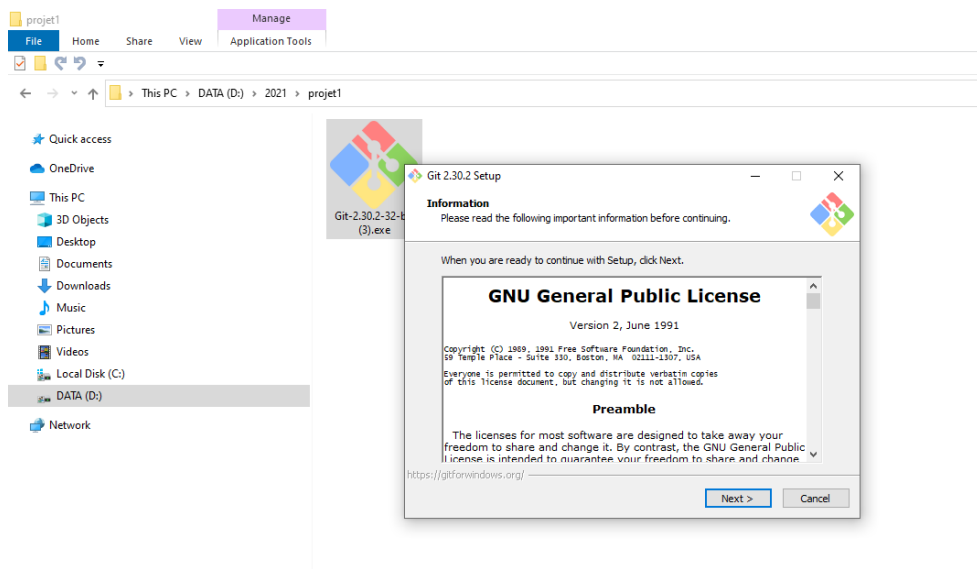 projet1
Manage
File
Home
Share
View
Application Tools
This PC
DATA (D:)
2021
projet1
Quick access
OneDrive
This PC
3D Objects
Desktop
Documents
Downloads
Music
Pictures
Videos
Local Disk (C:)
DATA (D:)
Network
Git-2.30.2-32-b
(3).exe
Git 2.30.2 Setup
Information
Please read the following important information before continuing.
When you are ready to continue with Setup, click Next.
GNU General Public License
Version 2, June 1991
Copyright (C) 1989, 1991 Free Software Foundation, Inc.
59 Temple Place - Suite 330, Boston, MA  02111-1307, USA
Everyone is permitted to copy and distribute verbatim copies
of this license document, but changing it is not allowed.
Preamble
The licenses for most software are designed to take away your
freedom to share and change it. By contrast, the GNU General Public
License is intended to guarantee your freedom to share and change
https://gitforwindows.org/
Next >
Cancel